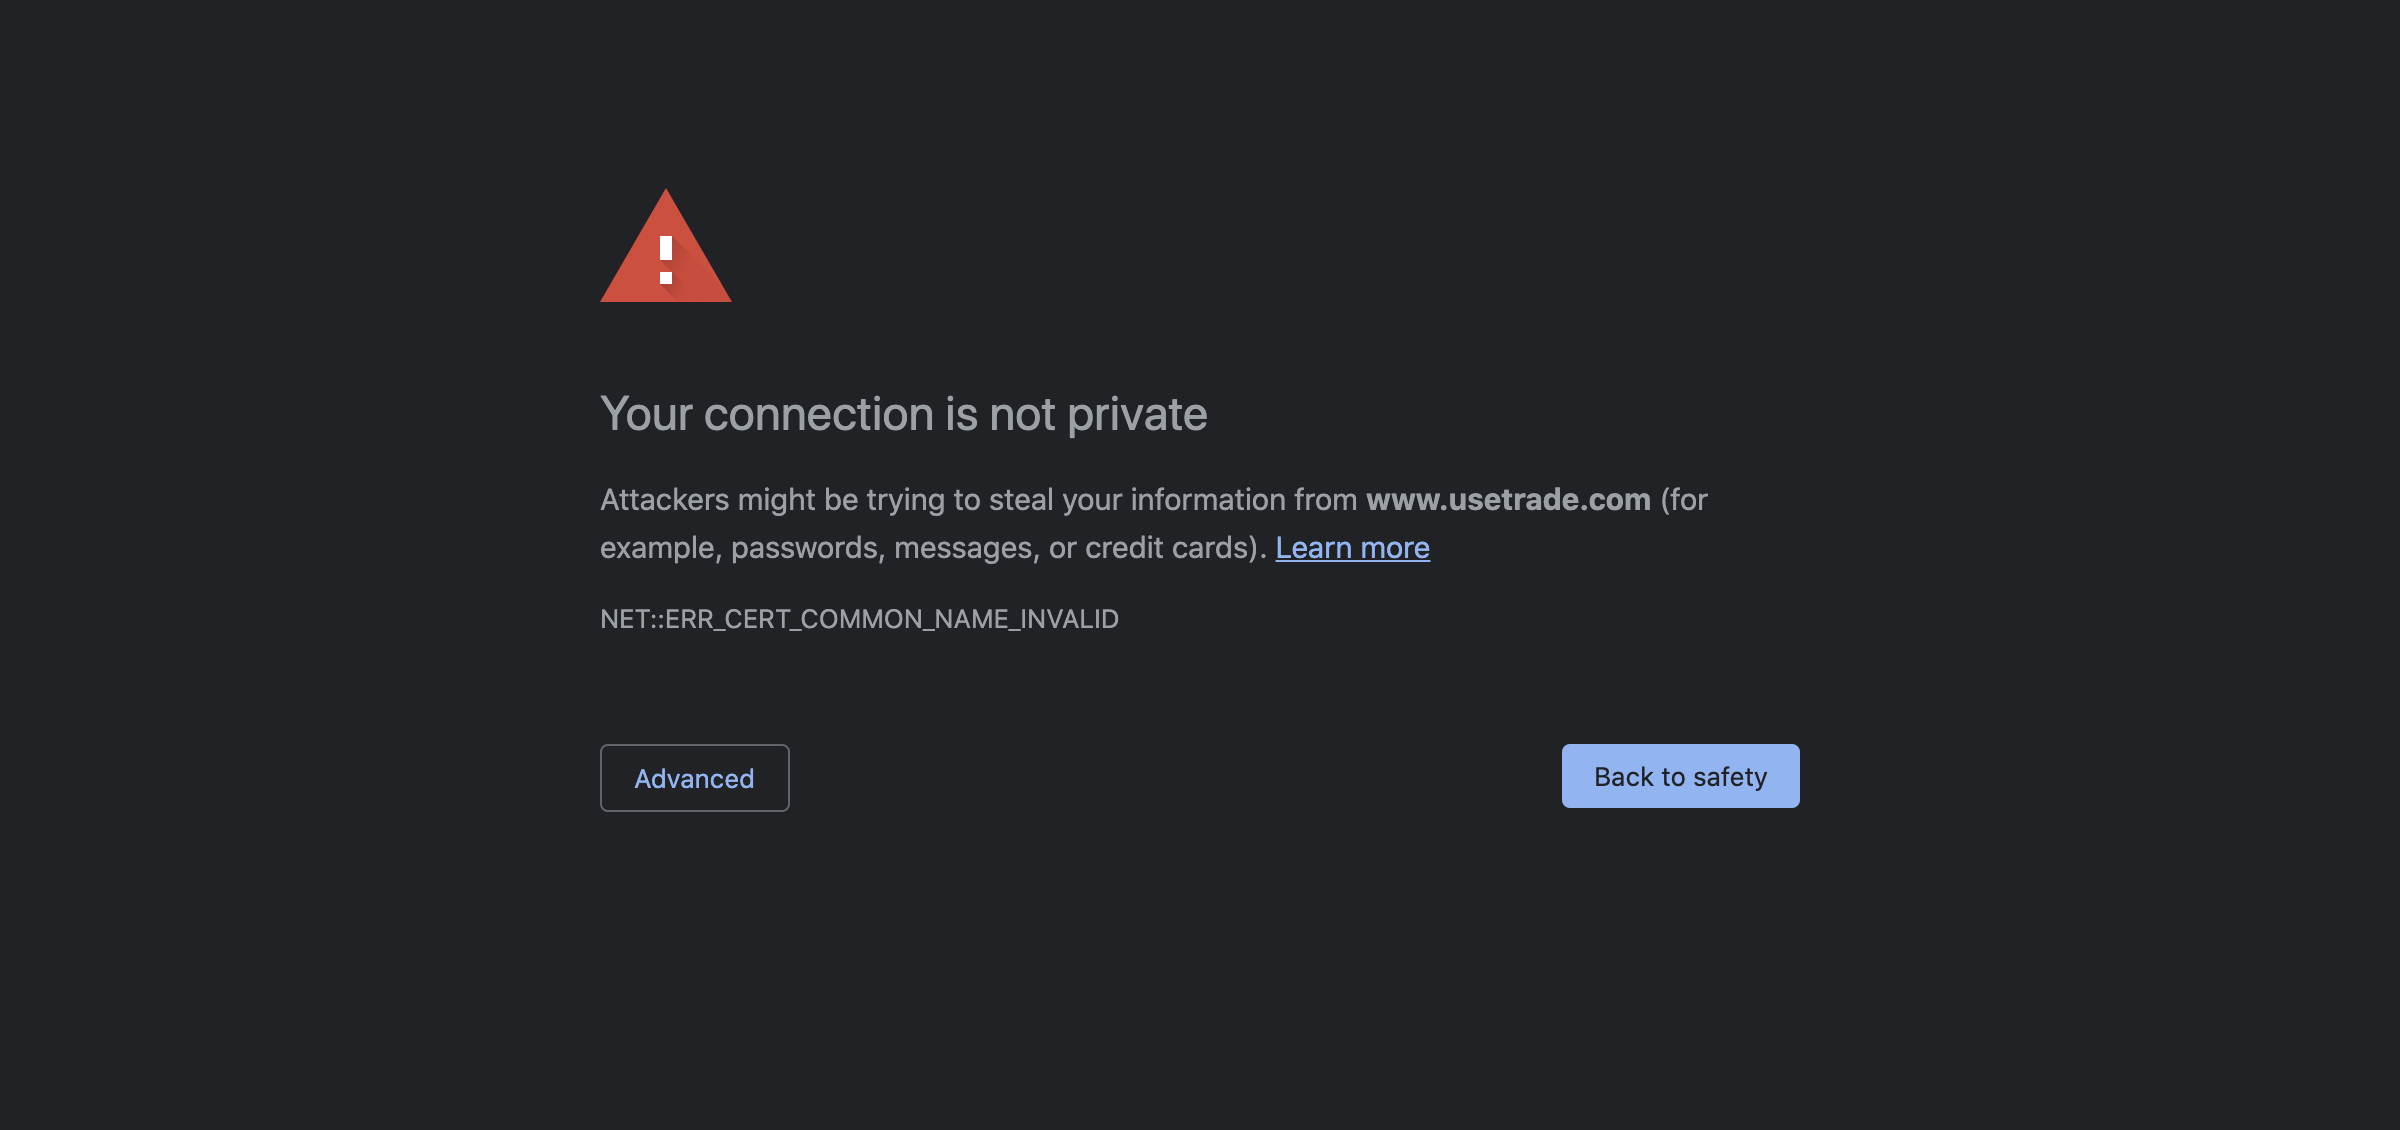 Your connection is not private
Attackers might be trying to steal your information from www.usetrade.com (for
example, passwords, messages, or credit cards). Learn more
NET::ERR_CERT_COMMON_NAME_INVALID
Advanced
Back to safety